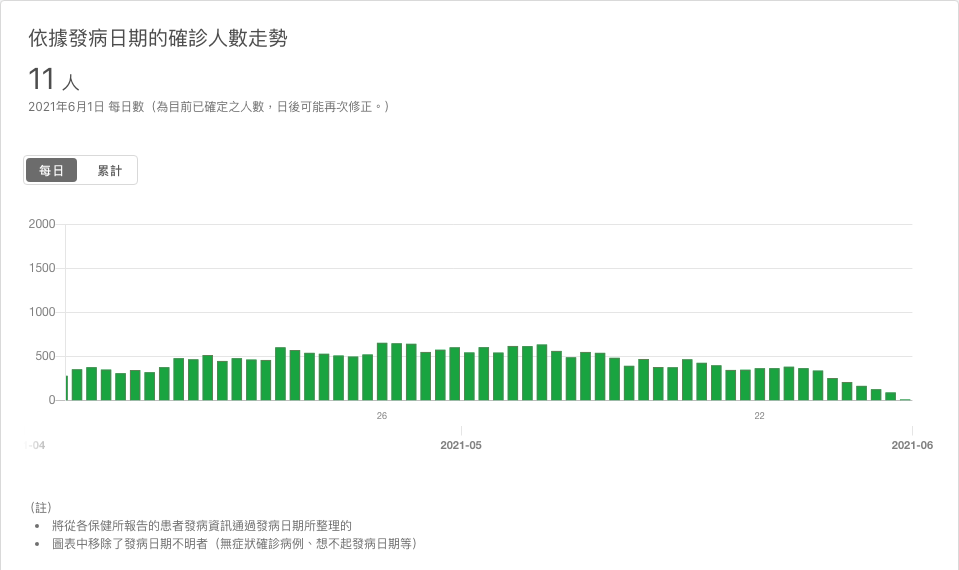 依據發病日期的確診人數走勢
11 人
2021年6月1日 每日數（為目前已確定之人數，日後可能再次修正。）
每日 累計
2000
1500
1000
500
0
26 22
-04 2021-05 2021-06
（註）
• 將從各保健所報告的患者發病資訊通過發病日期所整理的
• 圖表中移除了發病日期不明者（無症狀確診病例、想不起發病日期等）